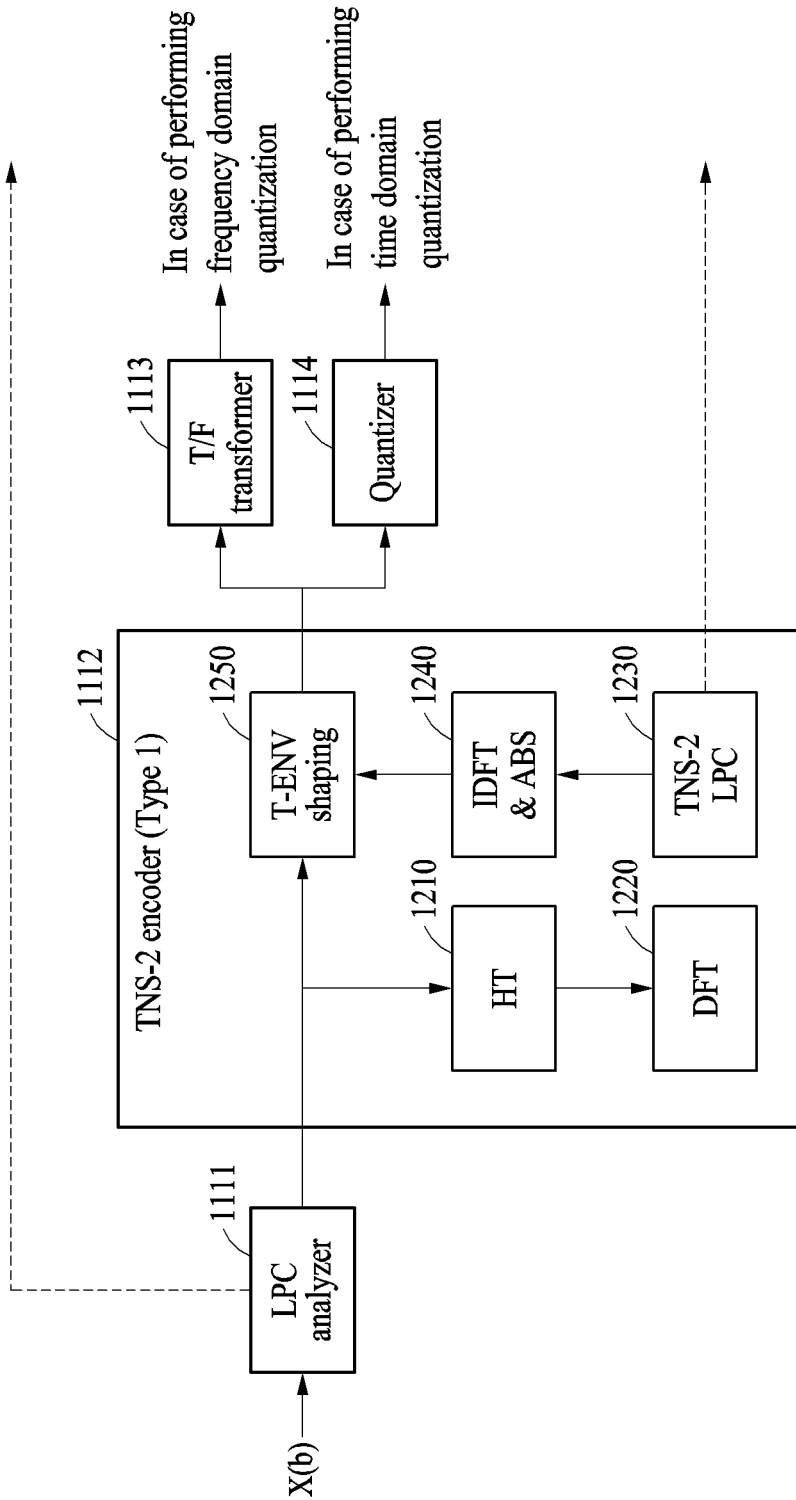 X(b)
1111
LPC
analyzer
1112
TNS-2 encoder (Type 1)
1250
T-ENV
shaping
1210
HT
1240
IDFT
& ABS
1220
DFT
1230
TNS-2
LPC
1113
T/F
transformer
In case of performing
frequency domain
quantization
1114
Quantizer
In case of performing
time domain
quantization